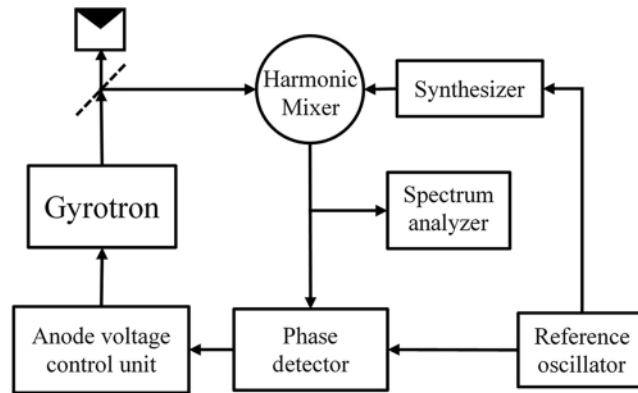 Harmonic
Mixer
Synthesizer
Gyrotron
Spectrum
analyzer
Anode voltage
control unit
Phase
detector
Reference
oscillator